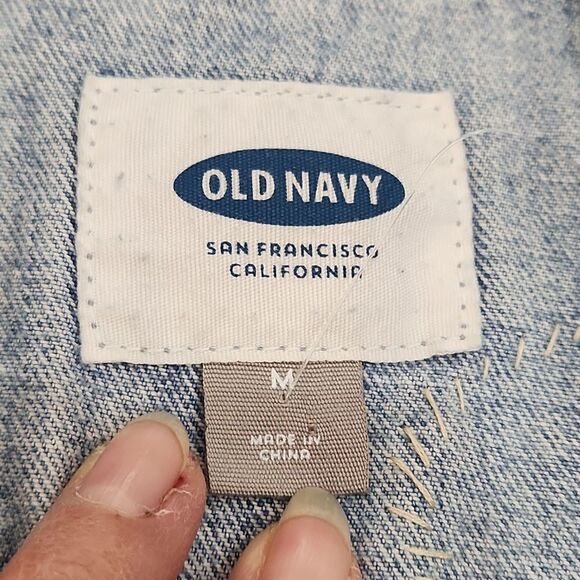 OLD NAVY
SAN FRANCISCO
CALIFORNIA
M
MADE IN
CHINA